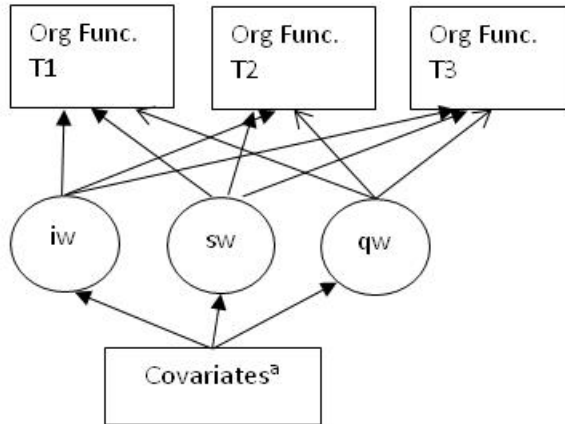 Org Func.
T1
Org Func.
T2
Org Func.
T3
iw
sw
qw
Covariatesª